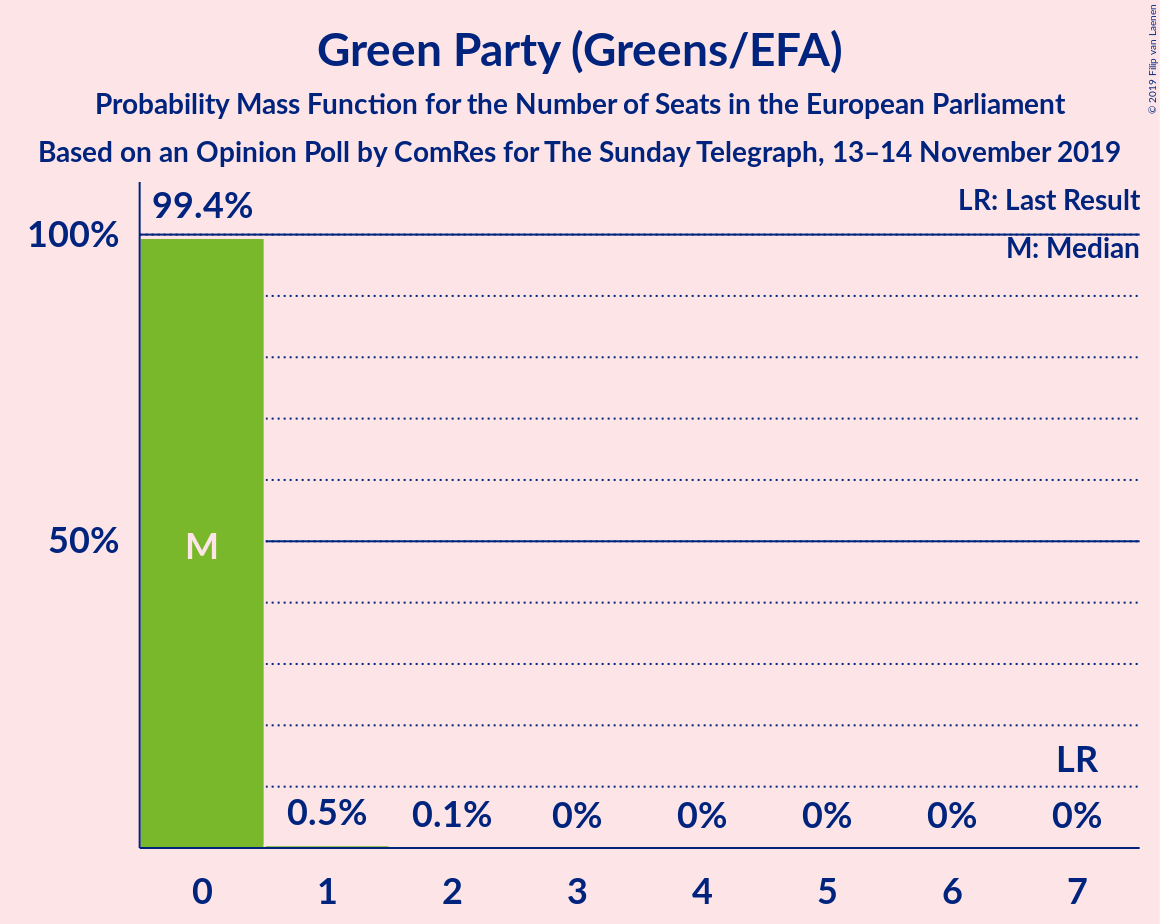 Green Party (Greens/EFA)
Probability Mass Function for the Number of Seats in the European Parliament
Based on an Opinion Poll by ComRes for The Sunday Telegraph, 13–14 November 2019
© 2019 Filip van Laenen
99.4%
LR: Last Result
100%
M: Median
50%
M
LR
0.5%
0.1%
0%
0%
0%
0%
0%
0
1
2
3
4
5
6
7